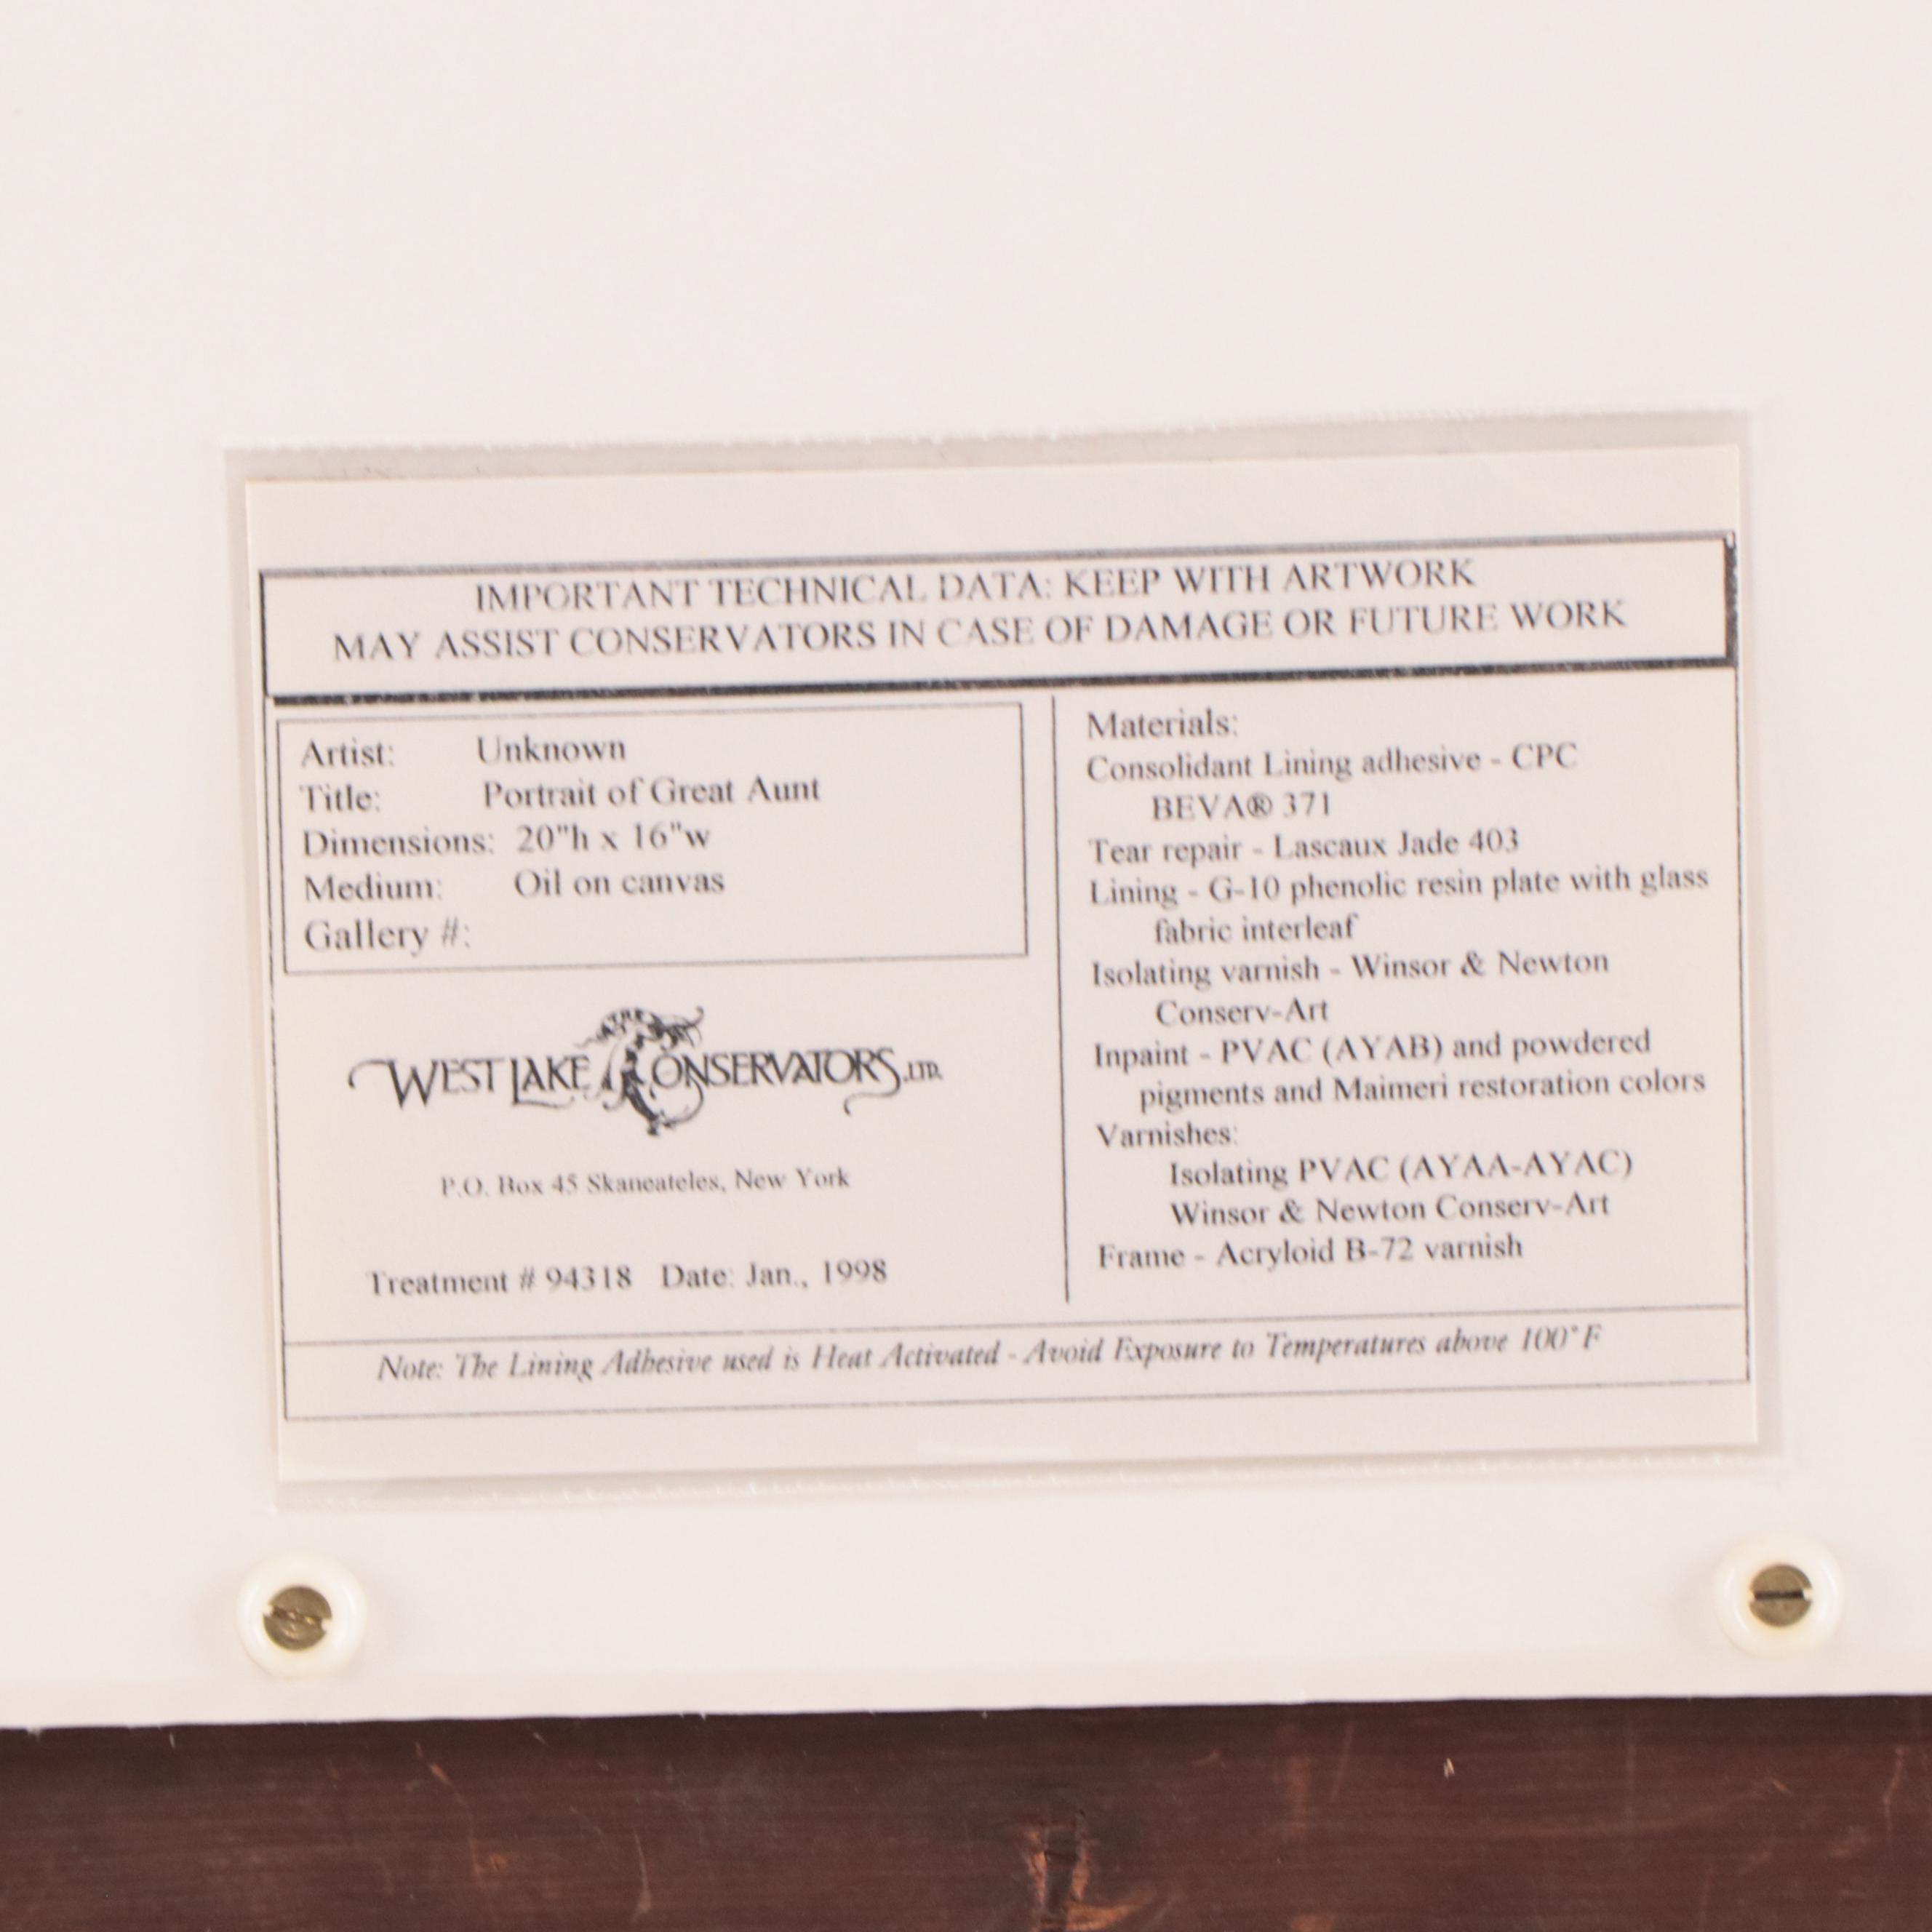 IMPORTANT TECHNICAL DATA: KEEP WITH ARTWORK
MAY ASSIST CONSERVATORS IN CASE OF DAMAGE OR FUTURE WORK
Artist: Unknown
Title: Portrait of Great Aunt
Dimensions: 20"h x 16"w
Medium: Oil on canvas
Gallery #:
THE
WEST LAKE CONSERVATORS, LTD.
P.O. Box 45 Skaneateles, New York
Treatment # 94318 Date: Jan., 1998
Materials:
Consolidant Lining adhesive - CPC
BEVA® 371
Tear repair - Lascaux Jade 403
Lining - G-10 phenolic resin plate with glass
fabric interleaf
Isolating varnish - Winsor & Newton
Conserv-Art
Inpaint - PVAC (AYAB) and powdered
pigments and Maimeri restoration colors
Varnishes:
Isolating PVAC (AYAA-AYAC)
Winsor & Newton Conserv-Art
Frame - Acryloid B-72 varnish
Note: The Lining Adhesive used is Heat Activated - Avoid Exposure to Temperatures above 100°F